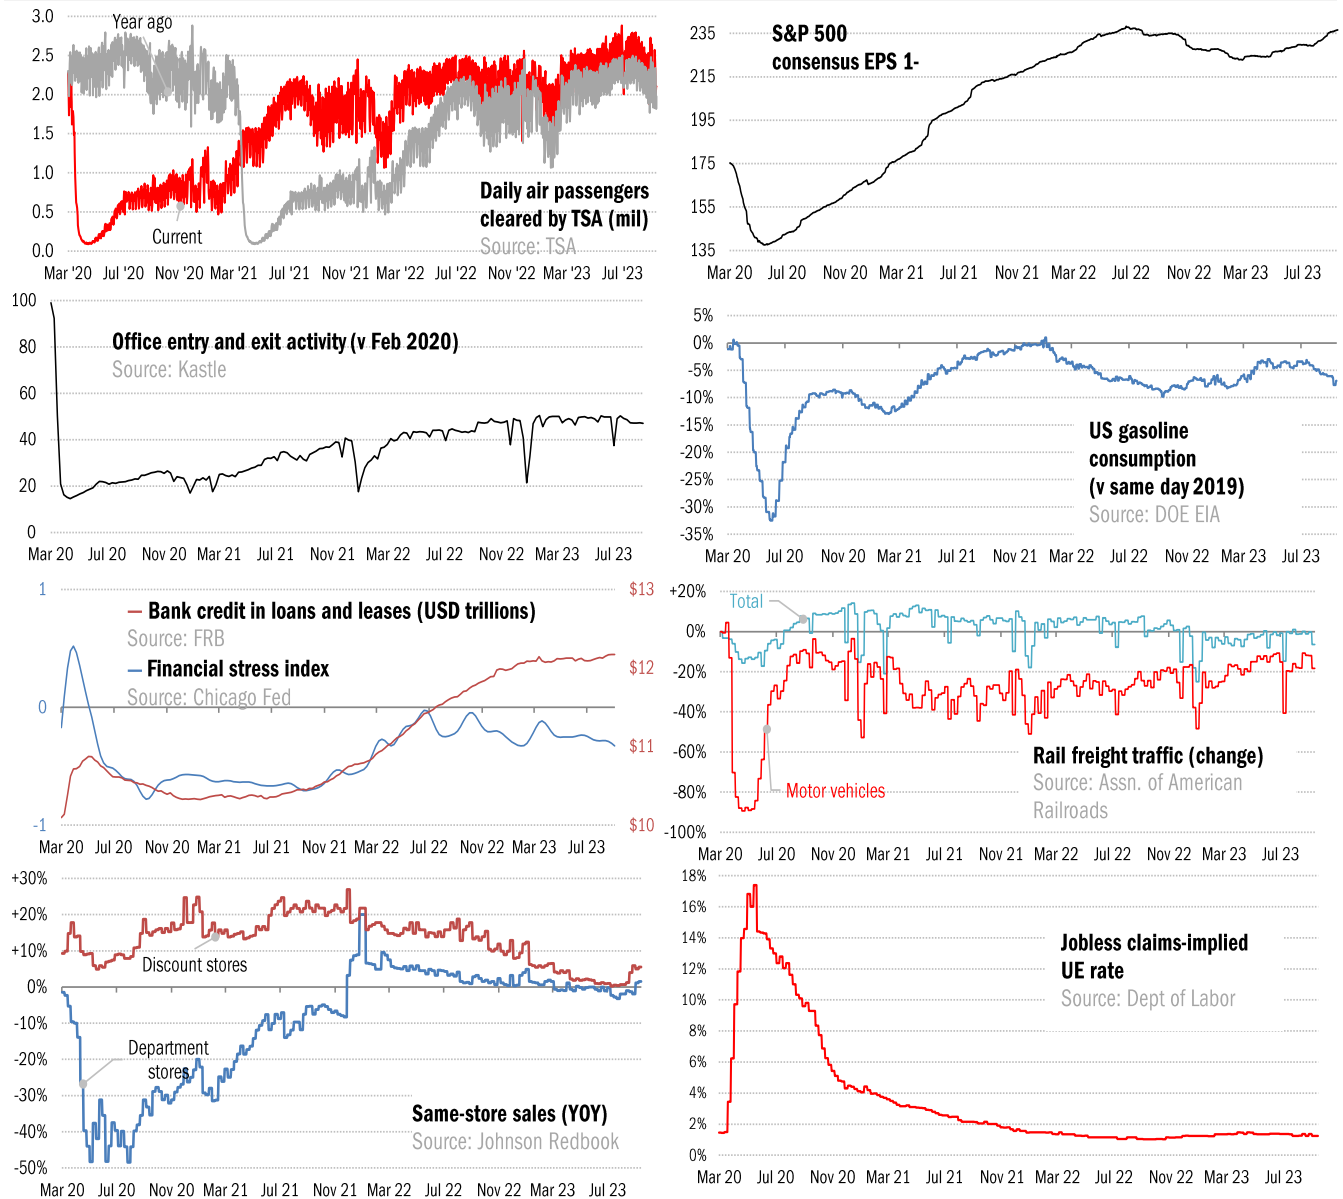 3.0
2.5
2.0
1.5
1.0
0.5
0.0
Year ago
Current
Daily air passengers
cleared by TSA (mil)
Source: TSA
Mar '20 Jul '20 Nov '20 Mar '21 Jul '21 Nov '21 Mar '22 Jul '22 Nov '22 Mar '23 Jul '23
235
215
195
175
155
135
S&P 500
consensus EPS 1-
Mar 20 Jul 20 Nov 20 Mar 21 Jul 21 Nov 21 Mar 22 Jul 22 Nov 22 Mar 23 Jul 23
100
80
60
40
20
0
Office entry and exit activity (v Feb 2020)
Source: Kastle
Mar 20 Jul 20 Nov 20 Mar 21 Jul 21 Nov 21 Mar 22 Jul 22 Nov 22 Mar 23 Jul 23
5%
0%
-5%
-10%
-15%
-20%
-25%
-30%
-35%
US gasoline
consumption
(v same day 2019)
Source: DOE EIA
Mar 20 Jul 20 Nov 20 Mar 21 Jul 21 Nov 21 Mar 22 Jul 22 Nov 22 Mar 23 Jul 23
1
0
-1
Bank credit in loans and leases (USD trillions)
Source: FRB
Financial stress index
Source: Chicago Fed
$13
$12
$11
$10
Mar 20 Jul 20 Nov 20 Mar 21 Jul 21 Nov 21 Mar 22 Jul 22 Nov 22 Mar 23 Jul 23
+20%
0%
-20%
-40%
-60%
-80%
-100%
Total
Motor vehicles
Rail freight traffic (change)
Source: Assn. of American
Railroads
Mar 20 Jul 20 Nov 20 Mar 21 Jul 21 Nov 21 Mar 22 Jul 22 Nov 22 Mar 23 Jul 23
+30%
+20%
+10%
0%
-10%
-20%
-30%
-40%
-50%
Discount stores
Department
stores
Same-store sales (YOY)
Source: Johnson Redbook
Mar 20 Jul 20 Nov 20 Mar 21 Jul 21 Nov 21 Mar 22 Jul 22 Nov 22 Mar 23 Jul 23
18%
16%
14%
12%
10%
8%
6%
4%
2%
0%
Jobless claims-implied
UE rate
Source: Dept of Labor
Mar 20 Jul 20 Nov 20 Mar 21 Jul 21 Nov 21 Mar 22 Jul 22 Nov 22 Mar 23 Jul 23